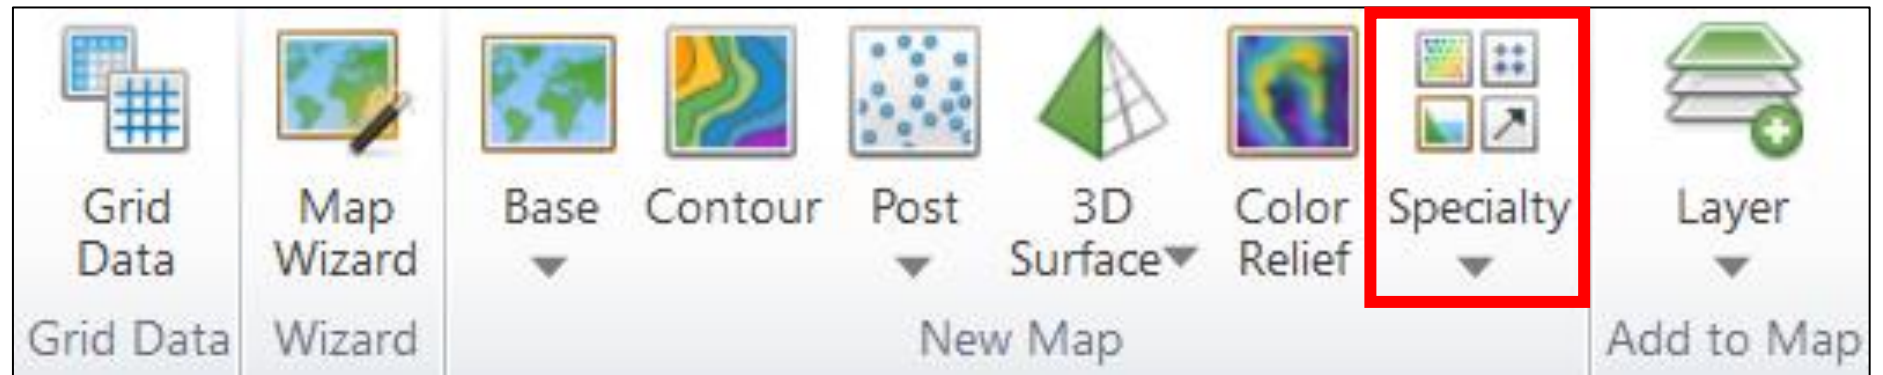 Grid
Data
Map
Wizard
Base
Contour
Post
3D
Surface
Color
Relief
Specialty
Layer
Grid Data
Wizard
New Map
Add to Map